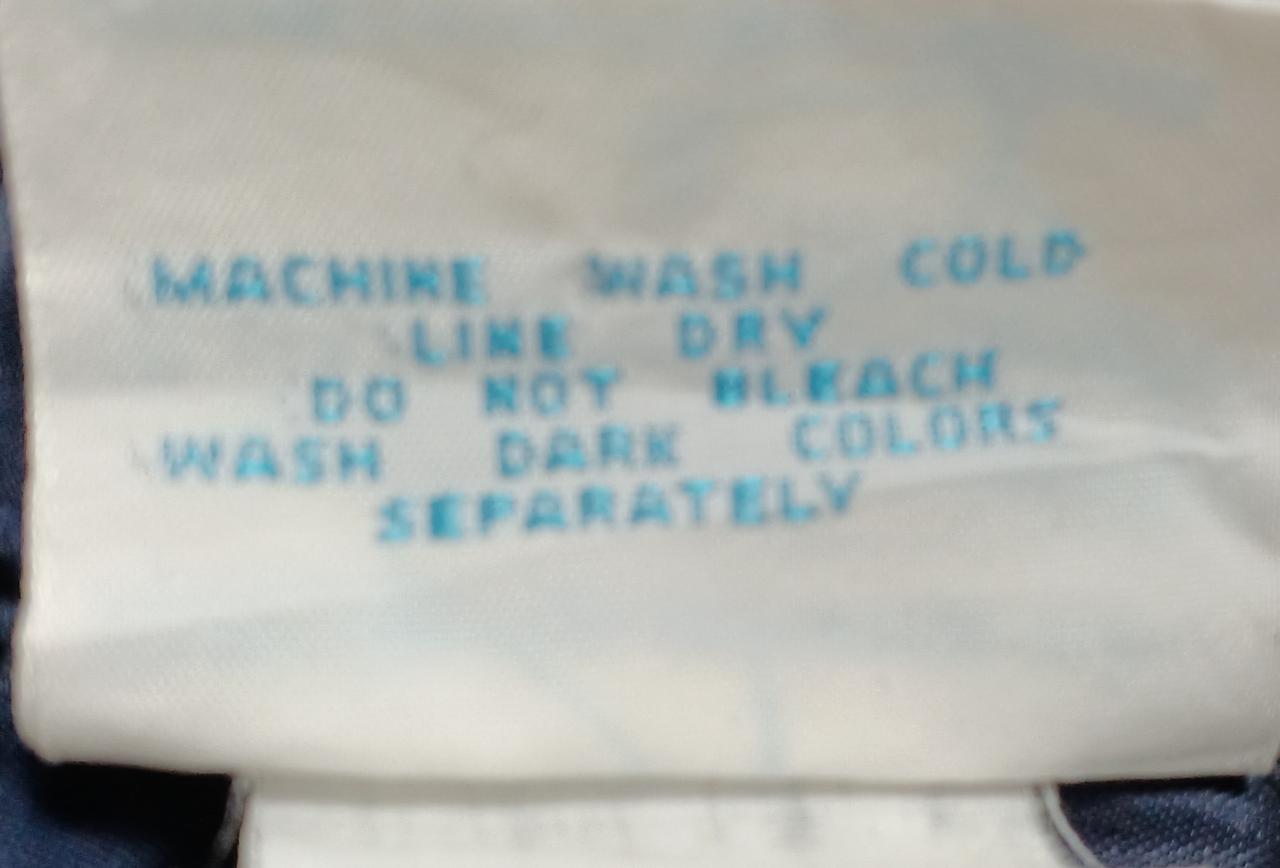 MACHINE WASH COLD
LINE DRY
DO NOT BLEACH
WASH DARK COLORS
SEPARATELY